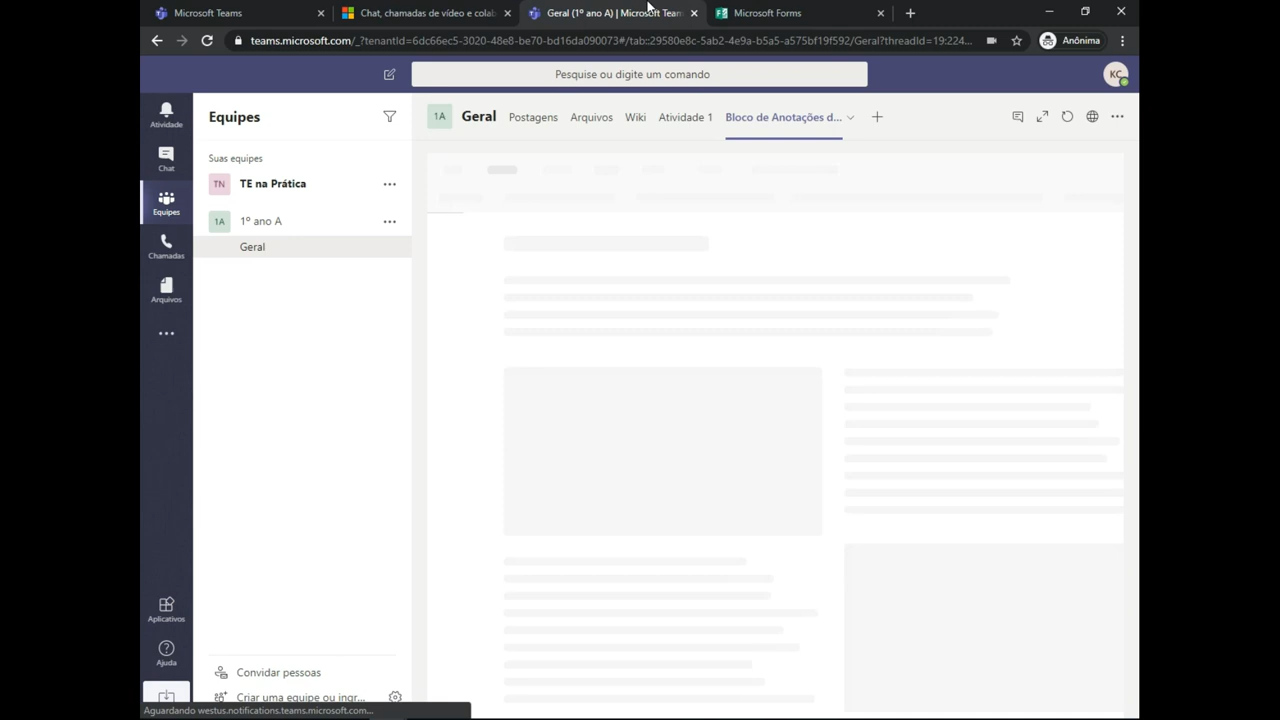 Microsoft Teams
Chat, chamadas de vídeo e colab
Geral (1º ano A) | Microsoft Team
Microsoft Forms
teams.microsoft.com/_?tenantId=6dc66ec5-3020-48e8-be70-bd16da090073#/tab::29580e8c-5ab2-4e9a-b5a5-a575bf19f592/Geral?threadId=19:224...
Anônima
Pesquise ou digite um comando
KC
Atividade
Chat
Equipes
Chamadas
Arquivos
Aplicativos
Ajuda
Equipes
Suas equipes
TN TE na Prática
1A 1º ano A
Geral
Convidar pessoas
Criar uma equipe ou ingr...
1A Geral Postagens Arquivos Wiki Atividade 1 Bloco de Anotações d...
Aguardando westus.notifications.teams.microsoft.com...